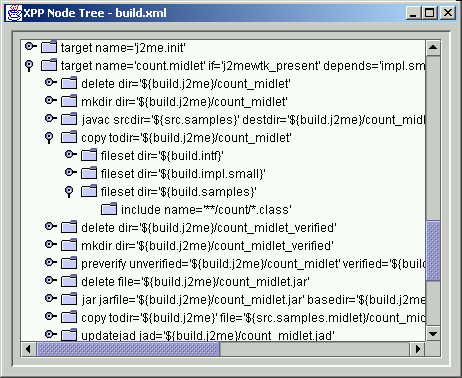 XPP Node Tree - build.xml
target name='j2me.init'
target name='count.midlet' if='j2mewtk_present' depends='impl.sm
delete dir='${build.j2me}/count_midlet'
mkdir dir='${build.j2me}/count_midlet'
javac srcdir='${src.samples}' destdir='${build.j2me}/count_midl
copy todir='${build.j2me}/count_midlet'
fileset dir='${build.intf}'
fileset dir='${build.impl.small}'
fileset dir='${build.samples}'
include name='**/count/*.class'
delete dir='${build.j2me}/count_midlet_verified'
mkdir dir='${build.j2me}/count_midlet_verified'
preverify unverified='${build.j2me}/count_midlet' verified='${buil
delete file='${build.j2me}/count_midlet.jar'
jar jarfile='${build.j2me}/count_midlet.jar' basedir='${build.j2me
copy todir='${build.j2me}' file='${src.samples.midlet}/count_mic
updatejad jad='${build.j2me}/count_midlet.jad'